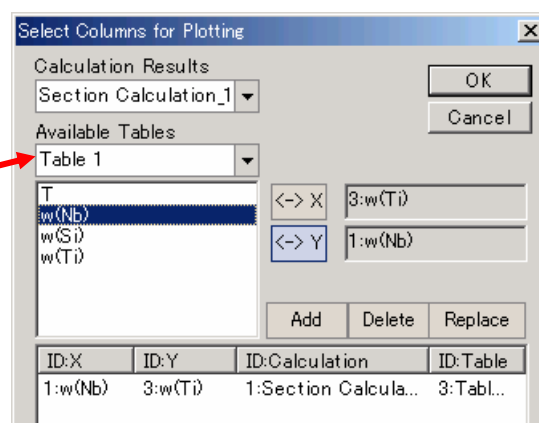 Select Columns for Plotting
Calculation Results
Section Calculation_1
OK
Cancel
Available Tables
Table 1
T
w(Nb)
w(Si)
w(Ti)
<-> X
3:w(Ti)
<-> Y
1:w(Nb)
Add
Delete
Replace
ID:X ID:Y ID:Calculation ID:Table
1:w(Nb) 3:w(Ti) 1:Section Calcula... 3:Tabl...